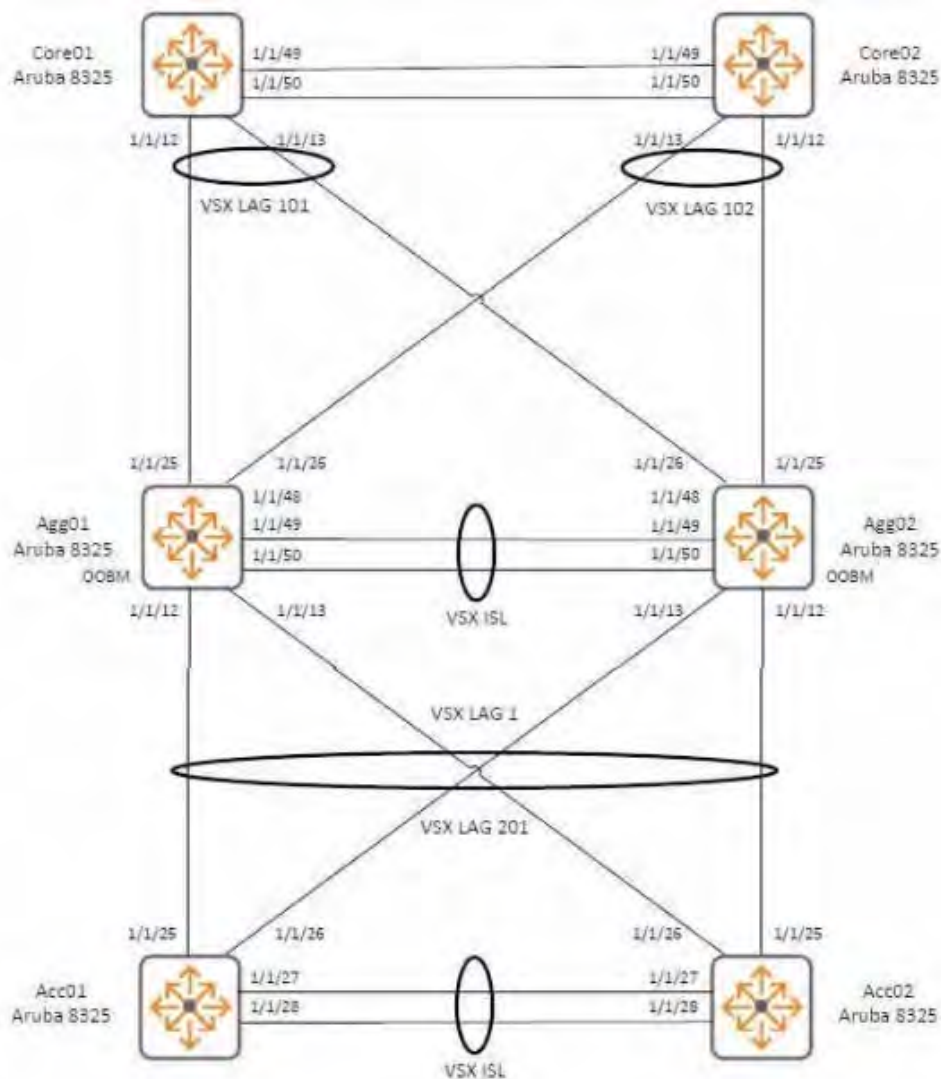 Core01
Aruba 8325
1/1/49
1/1/50
1/1/49
1/1/50
Core02
Aruba 8325
1/1/12
1/1/13
1/1/13
1/1/12
VSX LAG 101
VSX LAG 102
1/1/25
1/1/26
1/1/26
1/1/25
Agg01
Aruba 8325
OOBM
1/1/48
1/1/49
1/1/50
1/1/48
1/1/49
1/1/50
Agg02
Aruba 8325
OOBM
VSX ISL
1/1/12
1/1/13
1/1/13
1/1/12
VSX LAG 1
VSX LAG 201
1/1/25
1/1/26
1/1/26
1/1/25
Acc01
Aruba 8325
1/1/27
1/1/28
1/1/27
1/1/28
Acc02
Aruba 8325
VSX ISL